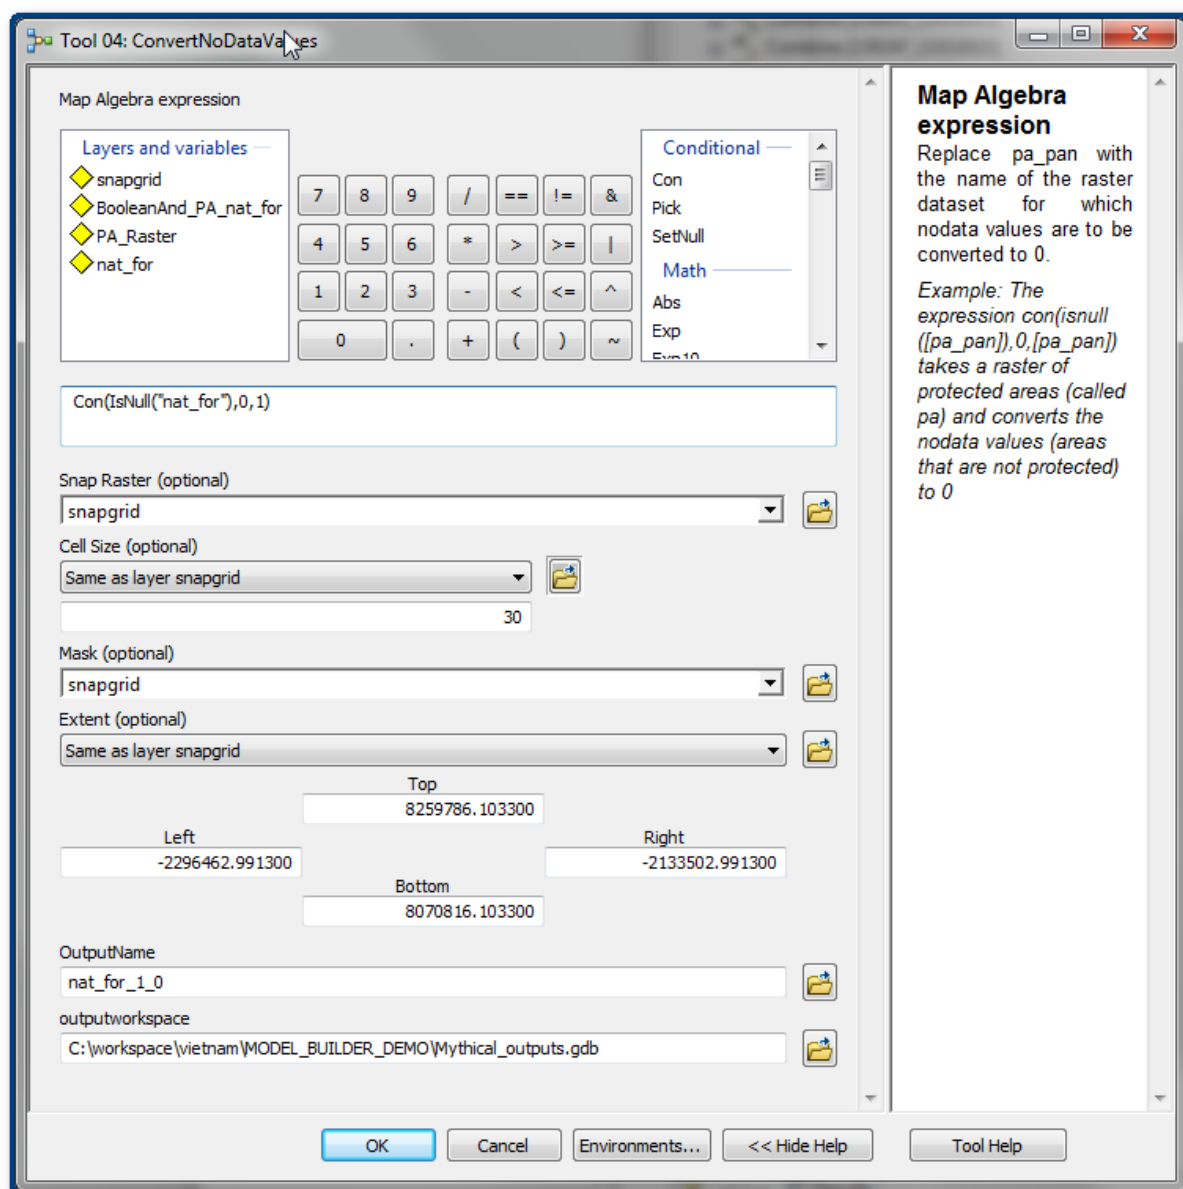 Tool 04: ConvertNoDataValues
Map Algebra expression
Layers and variables
snapgrid
BooleanAnd_PA_nat_for
PA_Raster
nat_for
7 8 9 / == != &
4 5 6 * > >= |
1 2 3 - < <= ^
0 . + ( ) ~
Conditional
Con
Pick
SetNull
Math
Abs
Exp
Exp10
Con(IsNull("nat_for"),0,1)
Snap Raster (optional)
snapgrid
Cell Size (optional)
Same as layer snapgrid
30
Mask (optional)
snapgrid
Extent (optional)
Same as layer snapgrid
Top
8259786.103300
Left
Right
-2296462.991300
-2133502.991300
Bottom
8070816.103300
OutputName
nat_for_1_0
outputworkspace
C:\workspace\vietnam\MODEL_BUILDER_DEMO\Mythical_outputs.gdb
OK
Cancel
Environments...
<< Hide Help
Tool Help
Map Algebra
expression
Replace pa_pan with
the name of the raster
dataset for which
nodata values are to be
converted to 0.
Example: The
expression con(isnull
([pa_pan]),0,[pa_pan])
takes a raster of
protected areas (called
pa) and converts the
nodata values (areas
that are not protected)
to 0